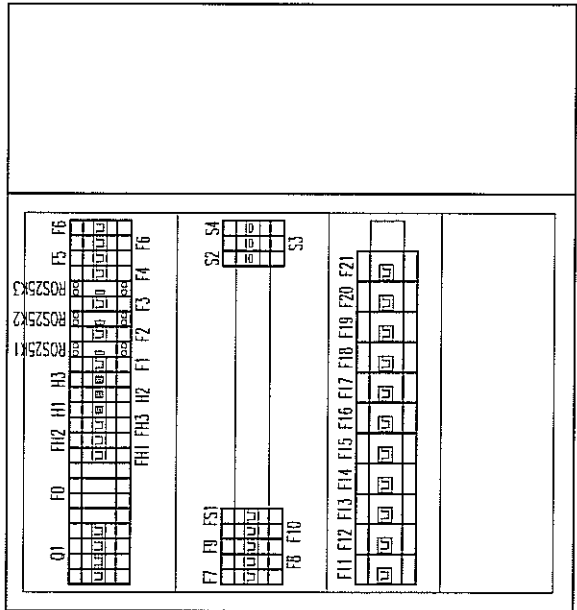 Q1 F0 FH2 H1 H3 ROS25K1 ROS25K2 ROS25K3 F5 F6
FH1 FH3 H2 F1 F2 F3 F4 F6
F7 F9 FS1 S2 S4
F8 F10 S3
F11 F12 F13 F14 F15 F16 F17 F18 F19 F20 F21